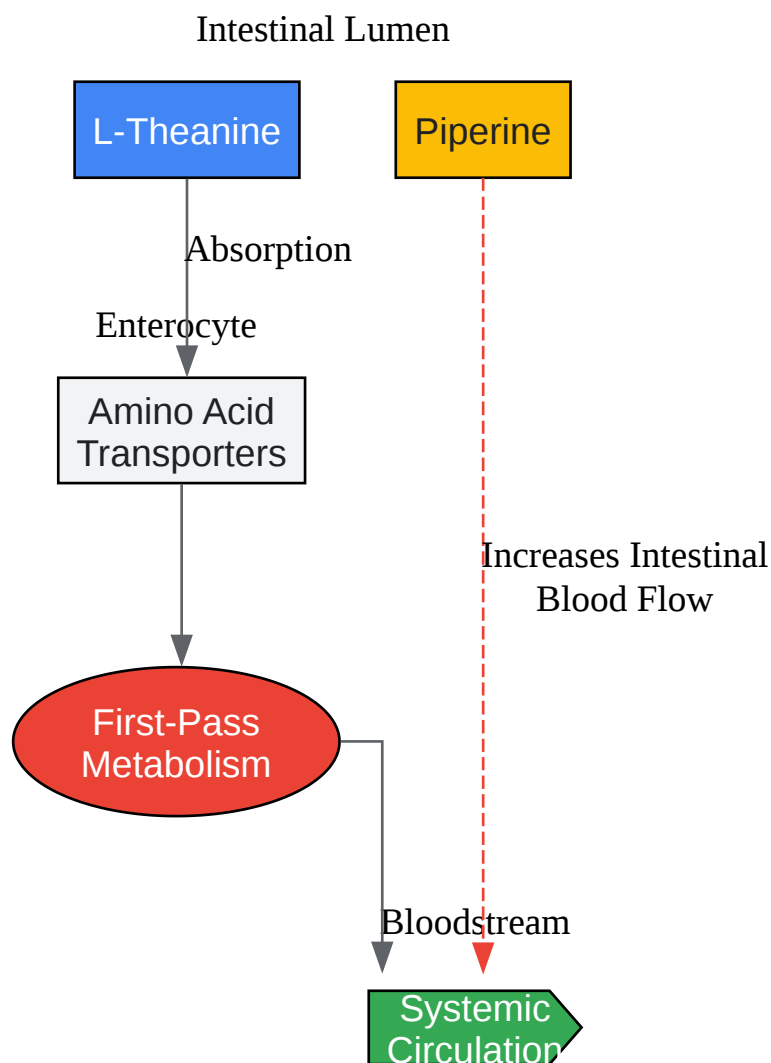 Intestinal Lumen
L-Theanine
Piperine
Absorption
Enterocyte
Amino Acid
Transporters
Increases Intestinal
Blood Flow
First-Pass
Metabolism
Bloodstream
Systemic
Circulation